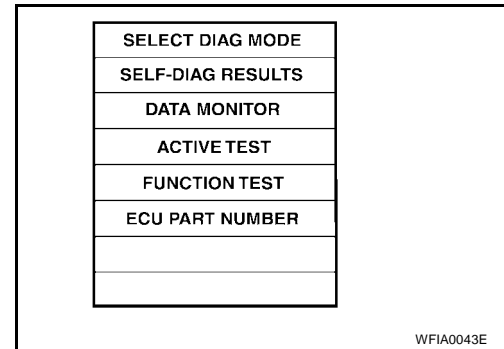 SELECT DIAG MODE
SELF-DIAG RESULTS
DATA MONITOR
ACTIVE TEST
FUNCTION TEST
ECU PART NUMBER
WFIA0043E